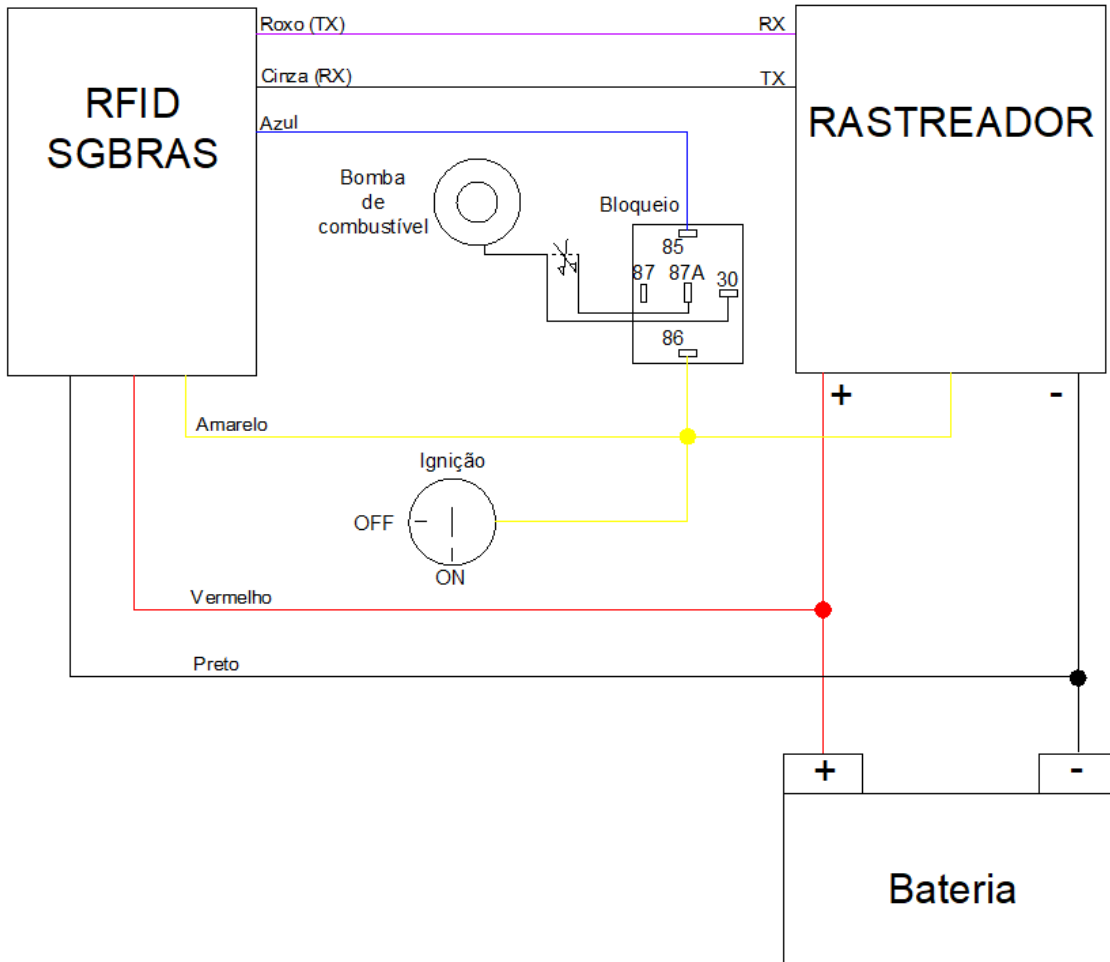 Roxo (TX)
RX
Cinza (RX)
TX
RFID
SGBRAS
RASTREADOR
Azul
Bomba
de
combustível
Bloqueio
85
87
87A
30
86
+
-
Amarelo
Ignição
OFF
ON
Vermelho
Preto
+
-
Bateria